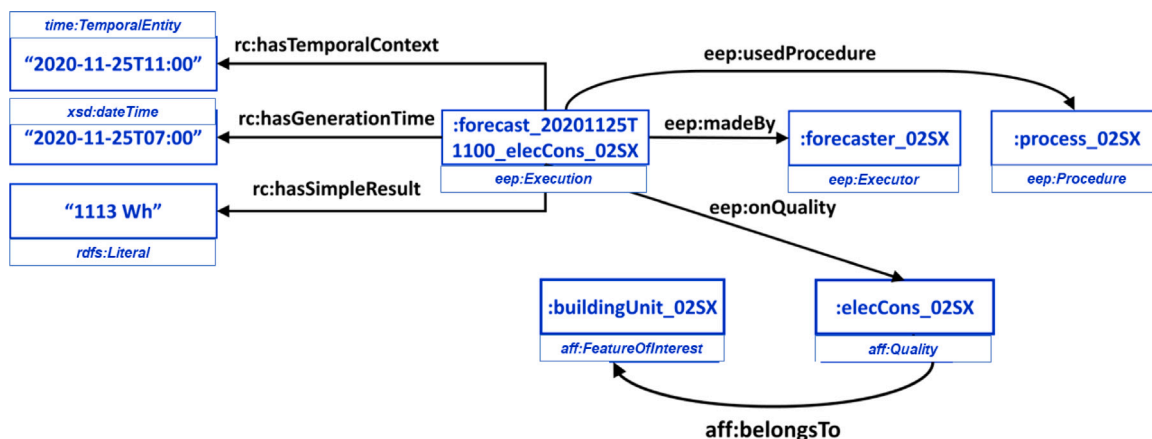 time:TemporalEntity
“2020-11-25T11:00”
rc:hasTemporalContext
eep:usedProcedure
xsd:dateTime
“2020-11-25T07:00”
rc:hasGenerationTime
:forecast_20201125T
1100_elecCons_02SX
eep:Execution
eep:madeBy
:forecaster_02SX
eep:Executor
:process_02SX
eep:Procedure
rc:hasSimpleResult
“1113 Wh”
rdfs:Literal
eep:onQuality
:buildingUnit_02SX
aff:FeatureOfInterest
:elecCons_02SX
aff:Quality
aff:belongsTo